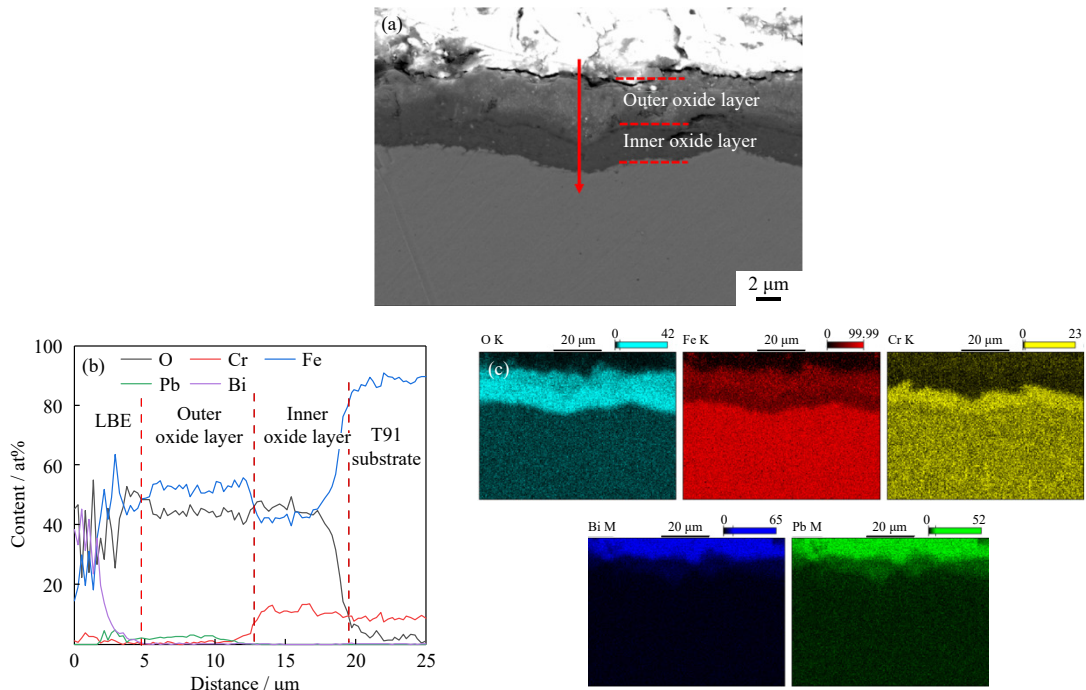 (a)
Outer oxide layer
Inner oxide layer
2 μm
(b)
O Cr Fe
Pb Bi
LBE
Outer
oxide layer
Inner
oxide layer
T91
substrate
100
80
60
40
20
0 5 10 15 20 25
Content / at%
Distance / μm
(c)
O K 20 μm 0 42
Fe K 20 μm 0 99.99
Cr K 20 μm 0 23
Bi M 20 μm 0 65
Pb M 20 μm 0 52